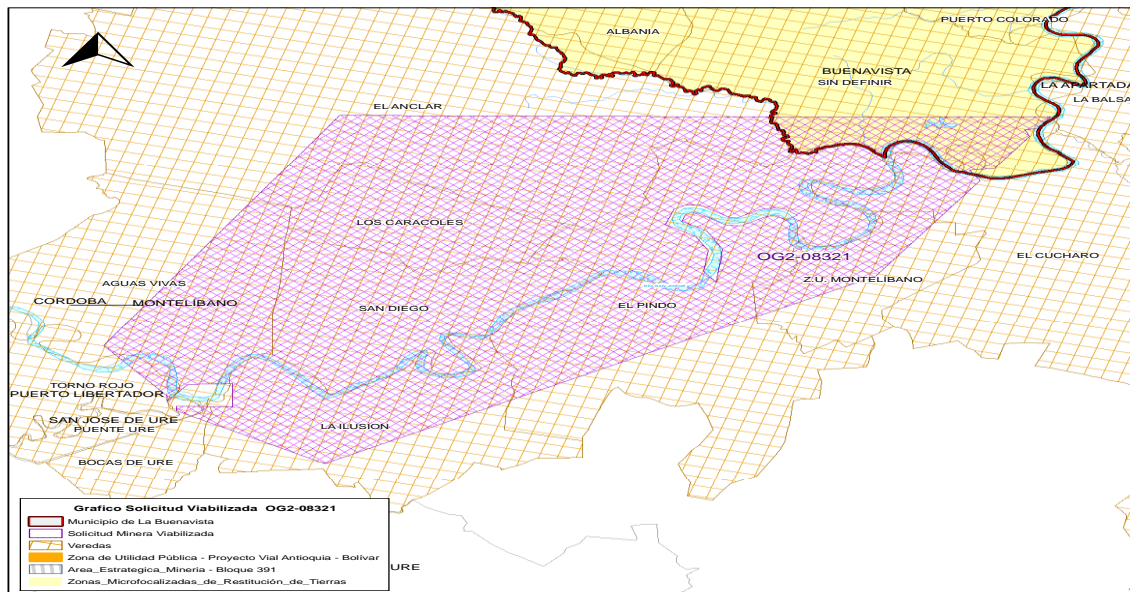 PUERTO COLORADO
ALBANIA
BUENAVISTA
SIN DEFINIR
LA APARTADA
LA BALSA
EL ANCLAR
LOS CARACOLES
OG2-08321
EL CUCHARO
Z.U. MONTELÍBANO
AGUAS VIVAS
CORDOBA
MONTELÍBANO
SAN DIEGO
EL PINDO
TORNO ROJO
PUERTO LIBERTADOR
SAN JOSE DE URE
PUENTE URE
LA ILUSION
BOCAS DE URE
URE
Grafico Solicitud Viabilizada OG2-08321
Municipio de La Buenavista
Solicitud Minera Viabilizada
Veredas
Zona de Utilidad Pública - Proyecto Vial Antioquia - Bolívar
Area_Estrategica_Mineria - Bloque 391
Zonas_Microfocalizadas_de_Restitución_de_Tierras